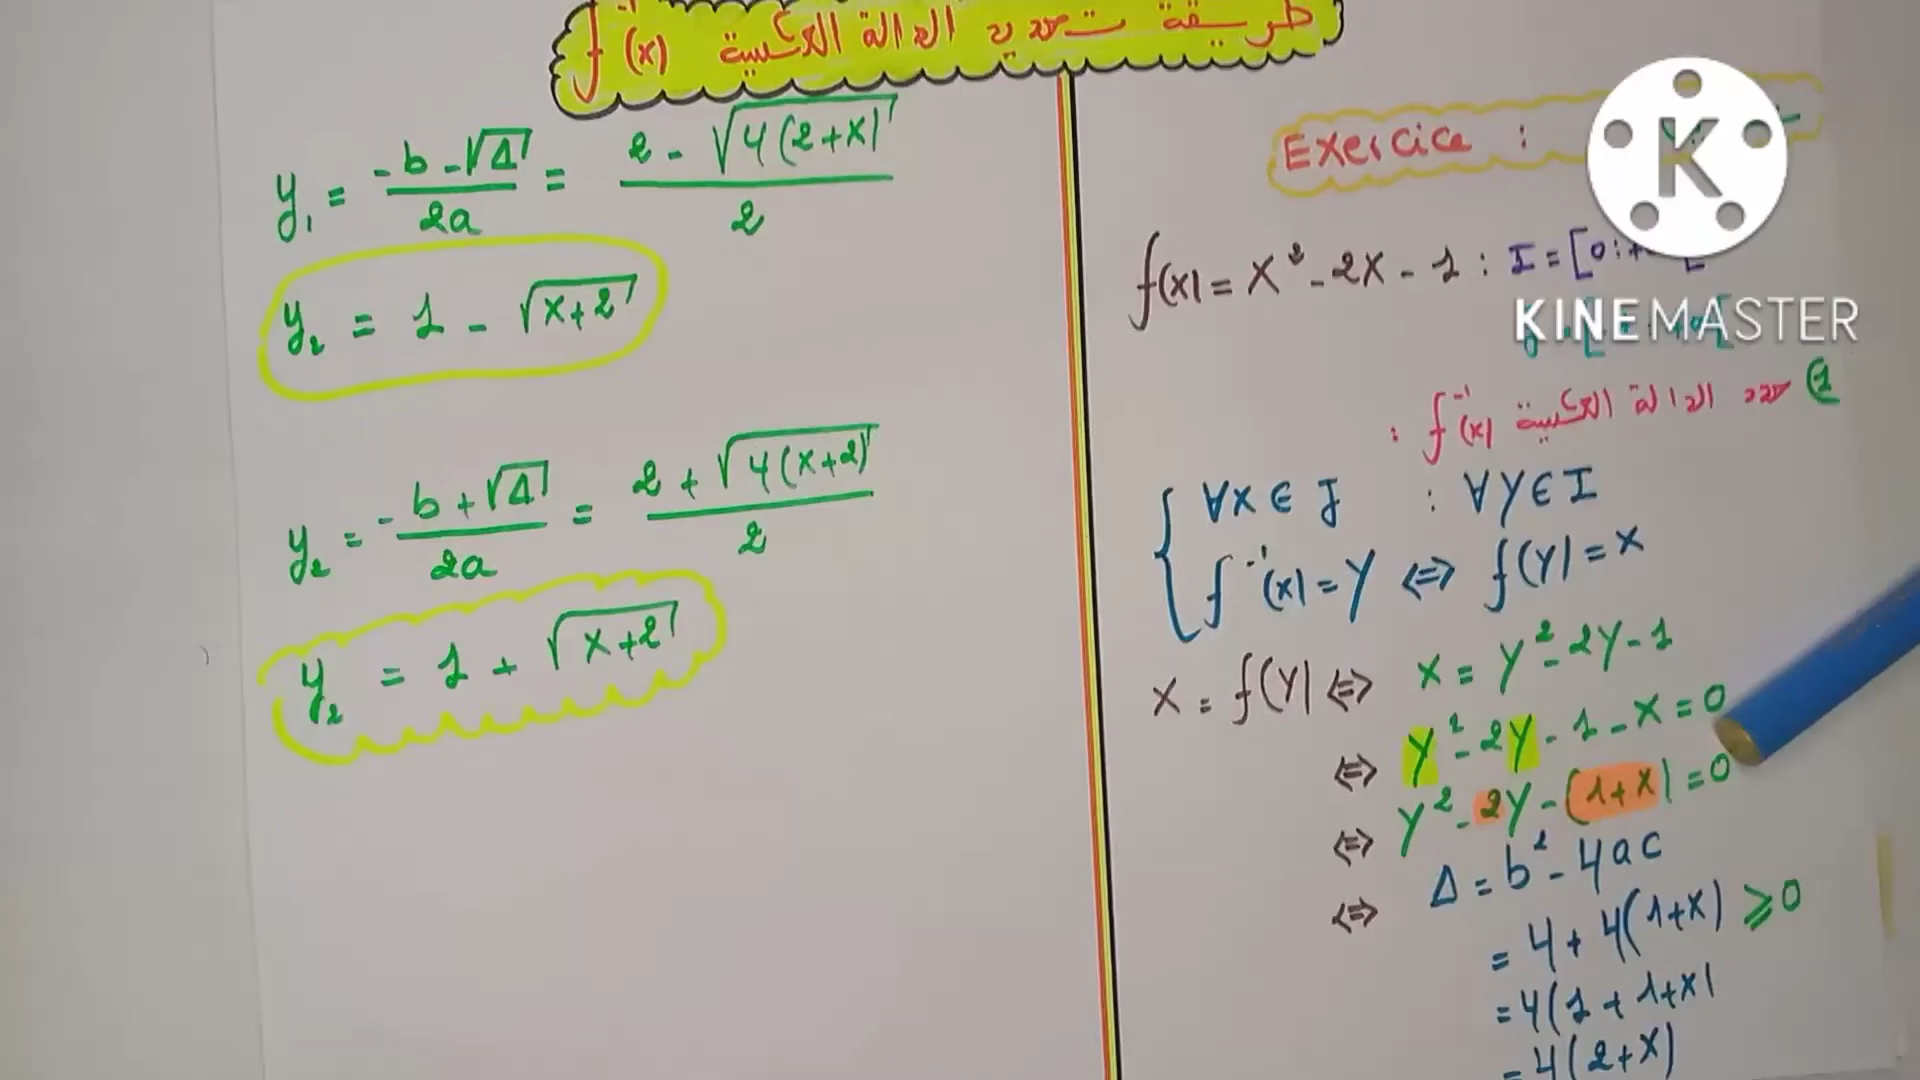 طريقة تحديد الدالة العكسية f⁻¹(x)
y₁ = (-b - √Δ)/2a = (2 - √4(2+x))/2
y₂ = 1 - √x+2
y₂ = (-b + √Δ)/2a = (2 + √4(x+2))/2
y₂ = 1 + √x+2
Exercice :
f(x) = x² - 2x - 1 : I = [0;+
KINEMASTER
① حدد الدالة العكسية f⁻¹(x) :
∀x ∈ J : ∀y ∈ I
f⁻¹(x) = y ⇔ f(y) = x
x = f(y) ⇔ x = y² - 2y - 1
⇔ y² - 2y - 1 - x = 0
⇔ y² - 2y - (1+x) = 0
⇔ Δ = b² - 4ac
= 4 + 4(1+x) ≥ 0
= 4(1 + 1+x)
= 4(2+x)